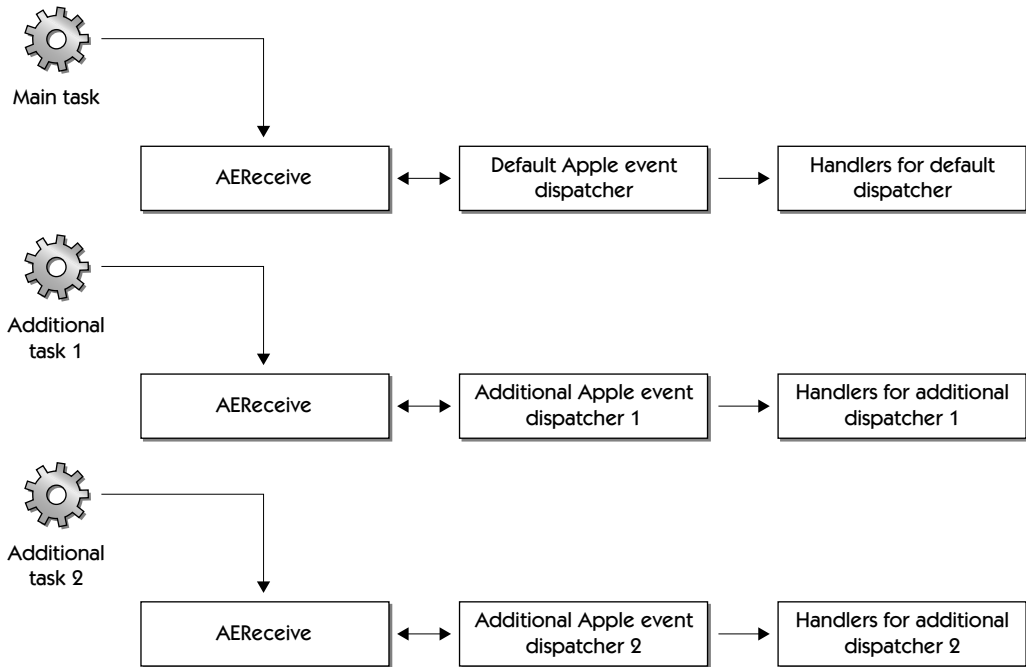 Main task
AEReceive
Default Apple event
dispatcher
Handlers for default
dispatcher
Additional
task 1
AEReceive
Additional Apple event
dispatcher 1
Handlers for additional
dispatcher 1
Additional
task 2
AEReceive
Additional Apple event
dispatcher 2
Handlers for additional
dispatcher 2